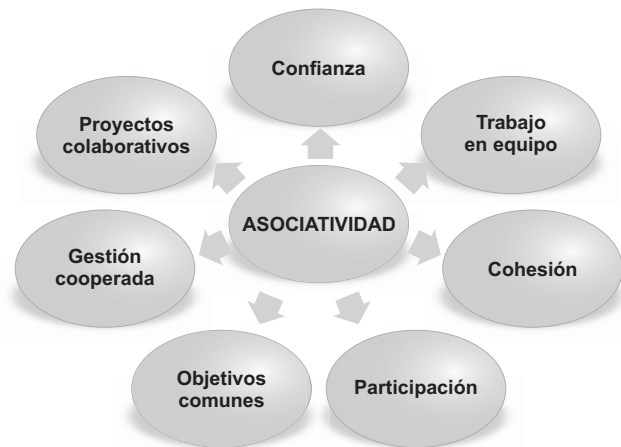 Confianza
Proyectos
colaborativos
Trabajo
en equipo
ASOCIATIVIDAD
Gestión
cooperada
Cohesión
Objetivos
comunes
Participación